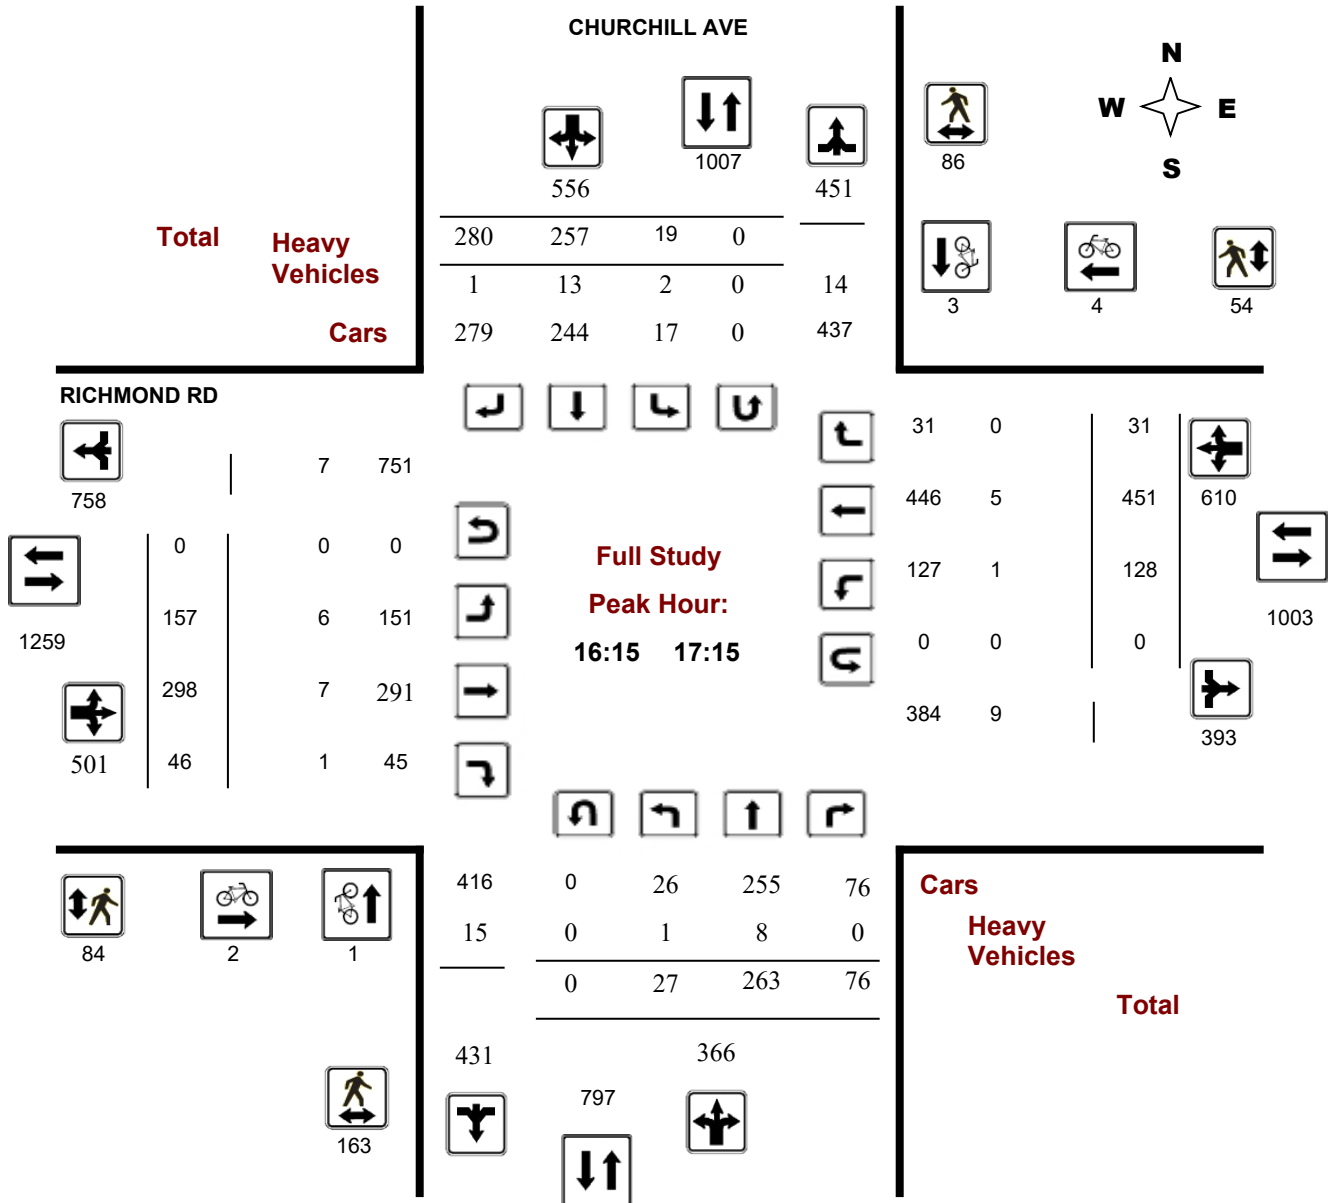 CHURCHILL AVE
N
W E
S
1007
86
556 451
Total Heavy Vehicles
280 257 19 0
1 13 2 0 14
Cars 279 244 17 0 437
3 4 54
RICHMOND RD
31 0 31
7 751
758
446 5 451 610
0 0 0
Full Study
127 1 128
Peak Hour:
157 6 151
1003
1259
16:15 17:15
0 0 0
298 7 291
384 9
393
501 46 1 45
416 0 26 255 76
Cars
15 0 1 8 0
Heavy Vehicles
84 2 1
0 27 263 76
Total
431 366
797
163